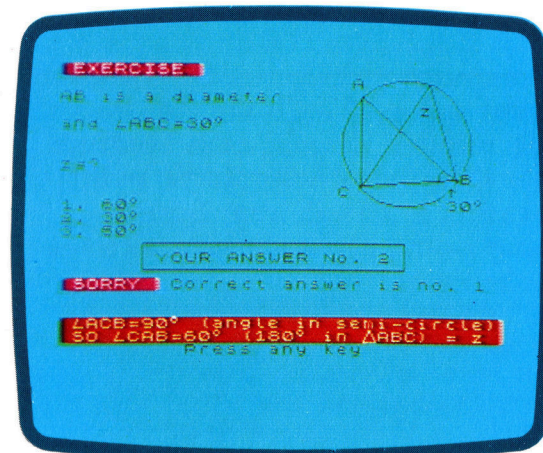 EXERCISE
AB is a diameter
and ∠ABC=30°
z=?
1. 60°
2. 30°
3. 80°
A
z
C
B
30°
YOUR ANSWER No. 2
SORRY Correct answer is no. 1
∠ACB=90° (angle in semi-circle)
SO ∠CAB=60° (180° in △ABC) = z
Press any key